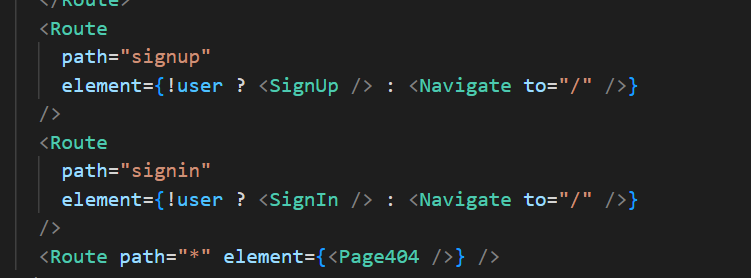 </Route>
<Route
path="signup"
element={!user ? <SignUp /> : <Navigate to="/" />}
/>
<Route
path="signin"
element={!user ? <SignIn /> : <Navigate to="/" />}
/>
<Route path="*" element={<Page404 />} />